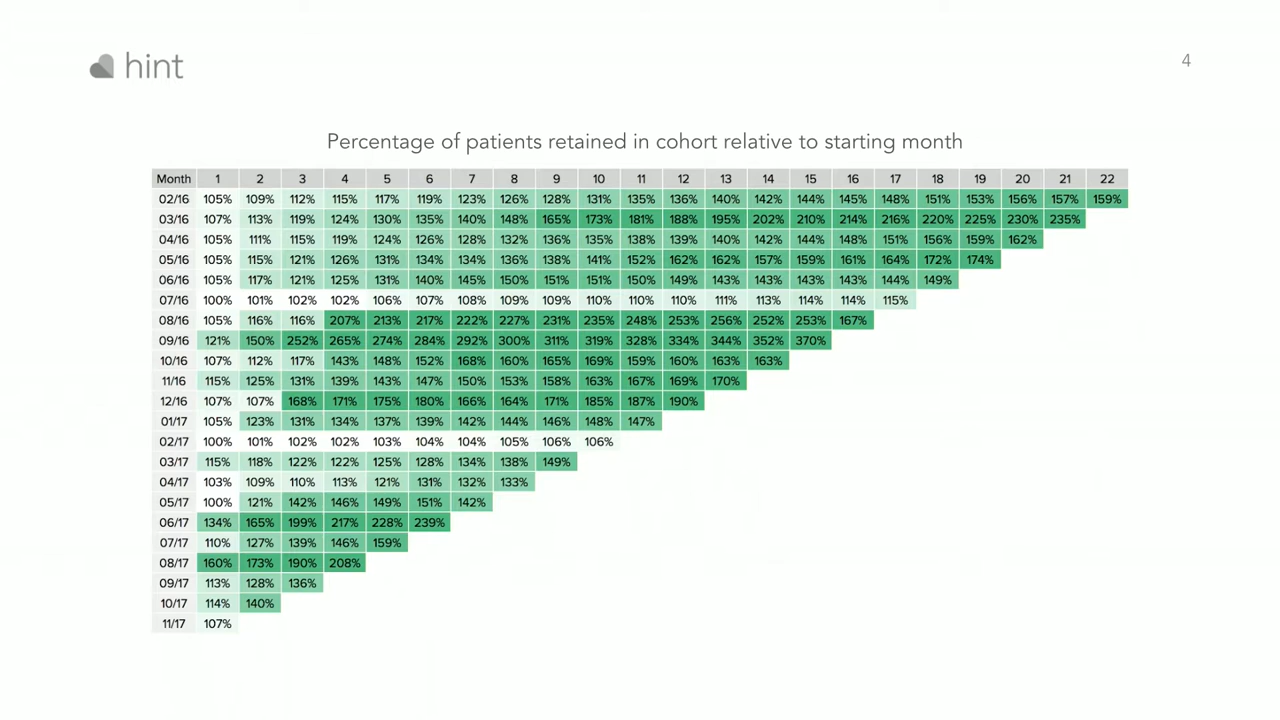 hint
4
Percentage of patients retained in cohort relative to starting month
Month 1 2 3 4 5 6 7 8 9 10 11 12 13 14 15 16 17 18 19 20 21 22
02/16 105% 109% 112% 115% 117% 119% 123% 126% 128% 131% 135% 136% 140% 142% 144% 145% 148% 151% 153% 156% 157% 159%
03/16 107% 113% 119% 124% 130% 135% 140% 148% 165% 173% 181% 188% 195% 202% 210% 214% 216% 220% 225% 230% 235%
04/16 105% 111% 115% 119% 124% 126% 128% 132% 136% 135% 138% 139% 140% 142% 144% 148% 151% 156% 159% 162%
05/16 105% 115% 121% 126% 131% 134% 134% 136% 138% 141% 152% 162% 162% 157% 159% 161% 164% 172% 174%
06/16 105% 117% 121% 125% 131% 140% 145% 150% 151% 151% 150% 149% 143% 143% 143% 143% 144% 149%
07/16 100% 101% 102% 102% 106% 107% 108% 109% 109% 110% 110% 110% 111% 113% 114% 114% 115%
08/16 105% 116% 116% 207% 213% 217% 222% 227% 231% 235% 248% 253% 256% 252% 253% 167%
09/16 121% 150% 252% 265% 274% 284% 292% 300% 311% 319% 328% 334% 344% 352% 370%
10/16 107% 112% 117% 143% 148% 152% 168% 160% 165% 169% 159% 160% 163% 163%
11/16 115% 125% 131% 139% 143% 147% 150% 153% 158% 163% 167% 169% 170%
12/16 107% 107% 168% 171% 175% 180% 166% 164% 171% 185% 187% 190%
01/17 105% 123% 131% 134% 137% 139% 142% 144% 146% 148% 147%
02/17 100% 101% 102% 102% 103% 104% 104% 105% 106% 106%
03/17 115% 118% 122% 122% 125% 128% 134% 138% 149%
04/17 103% 109% 110% 113% 121% 131% 132% 133%
05/17 100% 121% 142% 146% 149% 151% 142%
06/17 134% 165% 199% 217% 228% 239%
07/17 110% 127% 139% 146% 159%
08/17 160% 173% 190% 208%
09/17 113% 128% 136%
10/17 114% 140%
11/17 107%